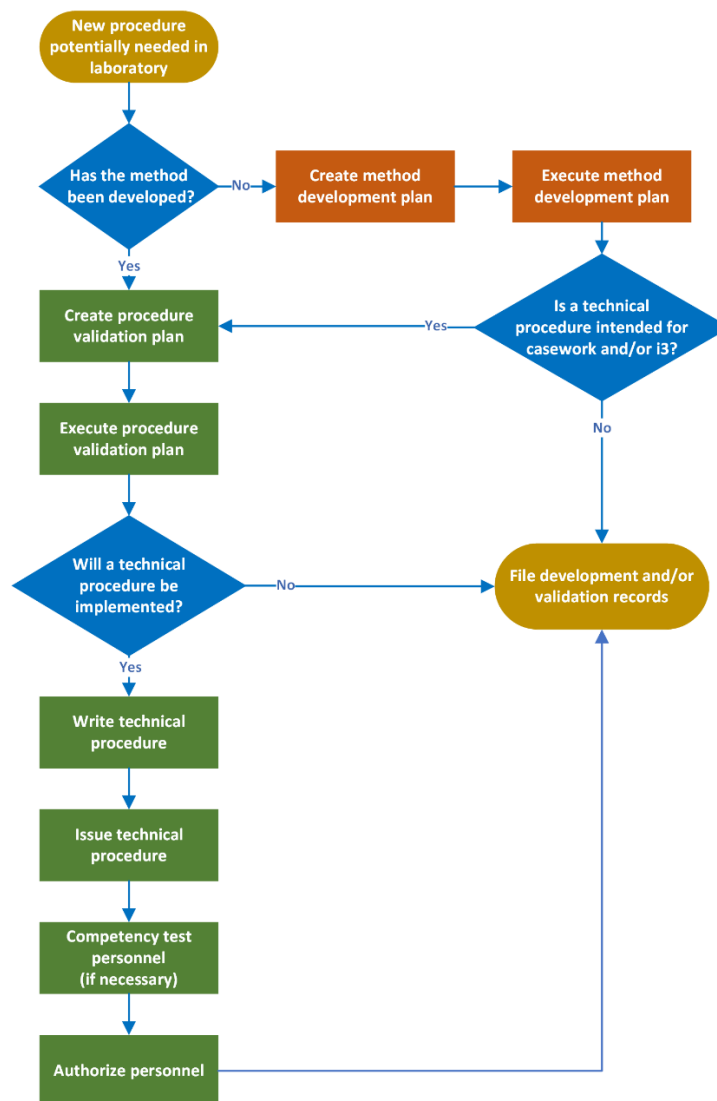 New procedure
potentially needed in
laboratory
Has the method
been developed?
No
Create method
development plan
Execute method
development plan
Yes
Create procedure
validation plan
Yes
Is a technical
procedure intended for
casework and/or i3?
Execute procedure
validation plan
No
Will a technical
procedure be
implemented?
No
File development and/or
validation records
Yes
Write technical
procedure
Issue technical
procedure
Competency test
personnel
(if necessary)
Authorize personnel